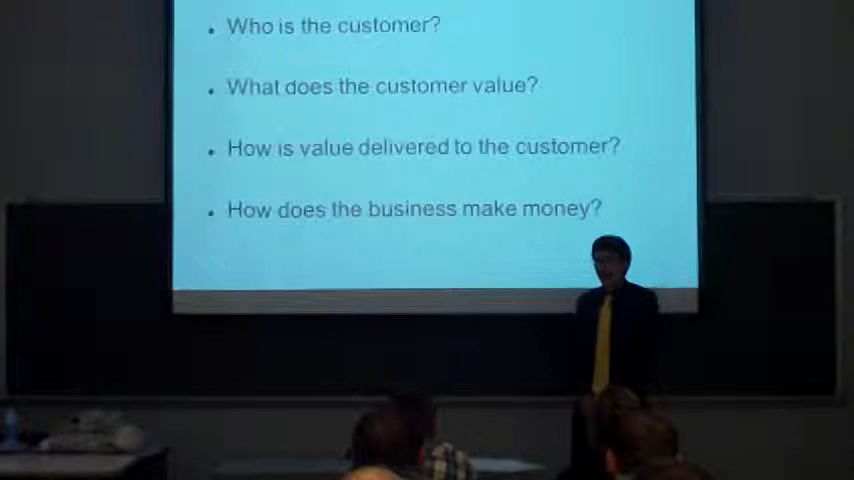 • Who is the customer?
• What does the customer value?
• How is value delivered to the customer?
• How does the business make money?